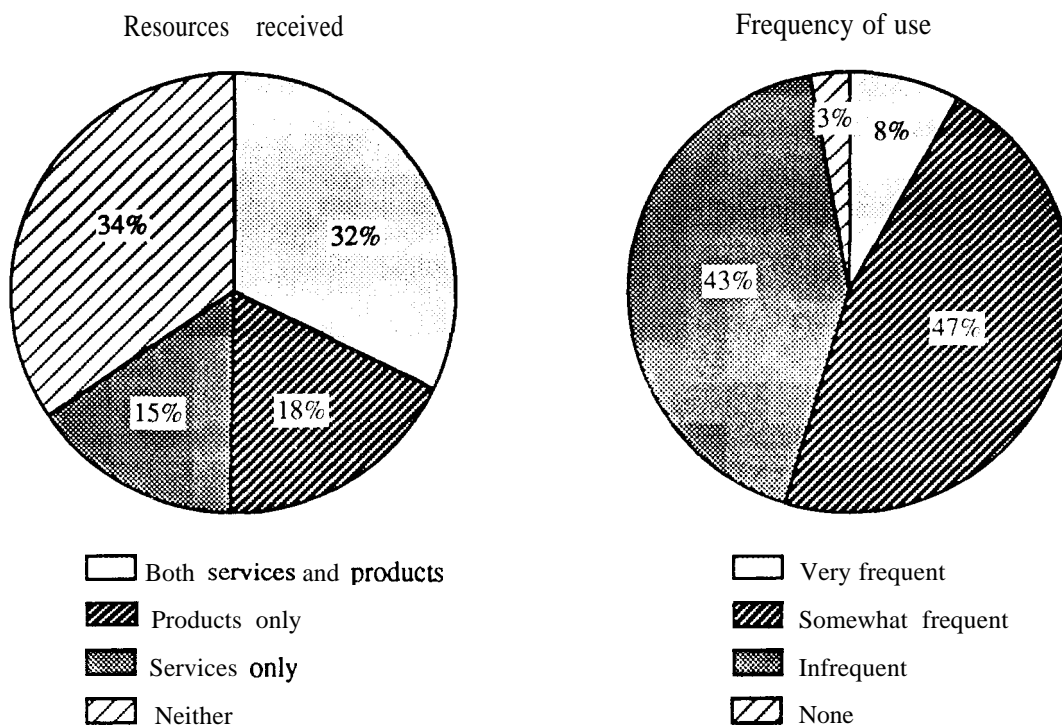 Resources received
34%
32%
15%
18%
Both services and products
Products only
Services only
Neither
Frequency of use
3%
8%
43%
47%
Very frequent
Somewhat frequent
Infrequent
None